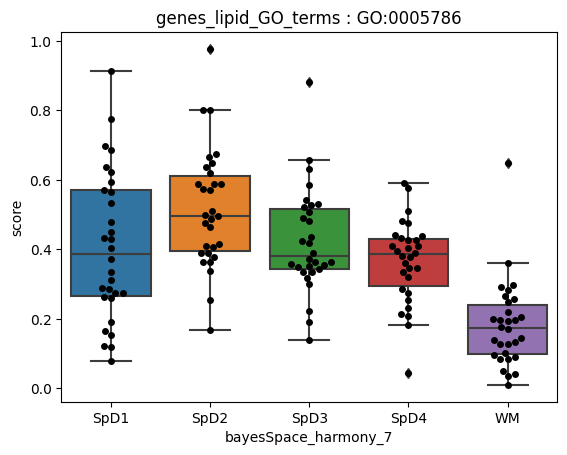 genes_lipid_GO_terms : GO:0005786
1.0
0.8
0.6
0.4
0.2
0.0
score
SpD1 SpD2 SpD3 SpD4 WM
bayesSpace_harmony_7